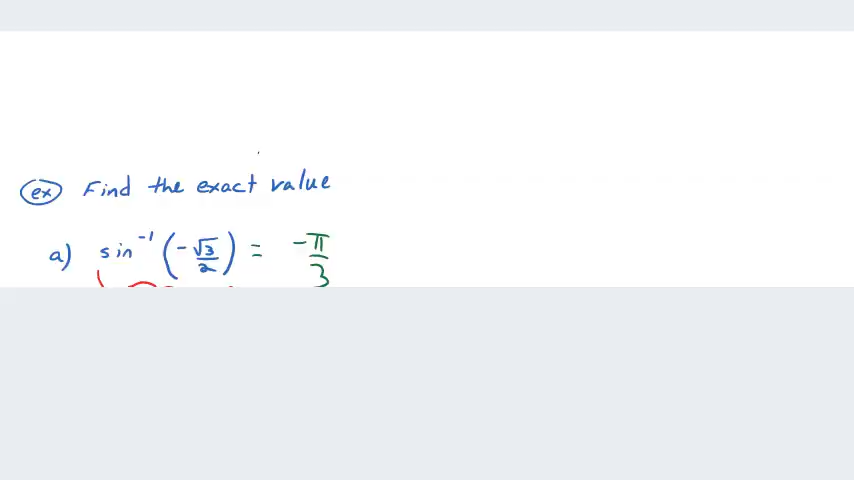 ex Find the exact value
a) sin⁻¹(-√3/2) = -π/3